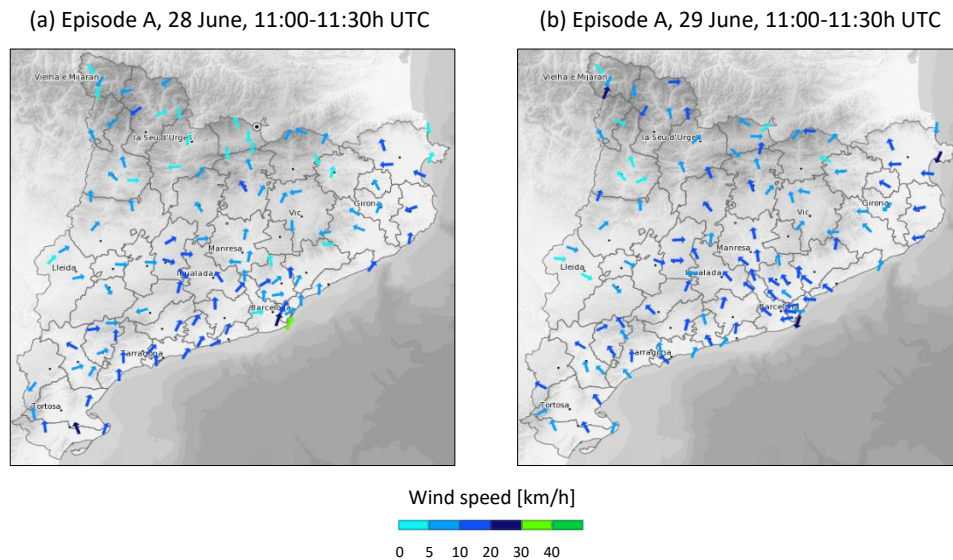 (a) Episode A, 28 June, 11:00-11:30h UTC
(b) Episode A, 29 June, 11:00-11:30h UTC
Vielha e Mijaran
la Seu d'Urgel
Girona
Vic
Manresa
Lleida
Igualada
Barcelona
Tarragona
Tortosa
Vielha e Mijaran
la Seu d'Urgel
Girona
Vic
Manresa
Lleida
Igualada
Barcelona
Tarragona
Tortosa
Wind speed [km/h]
0 5 10 20 30 40